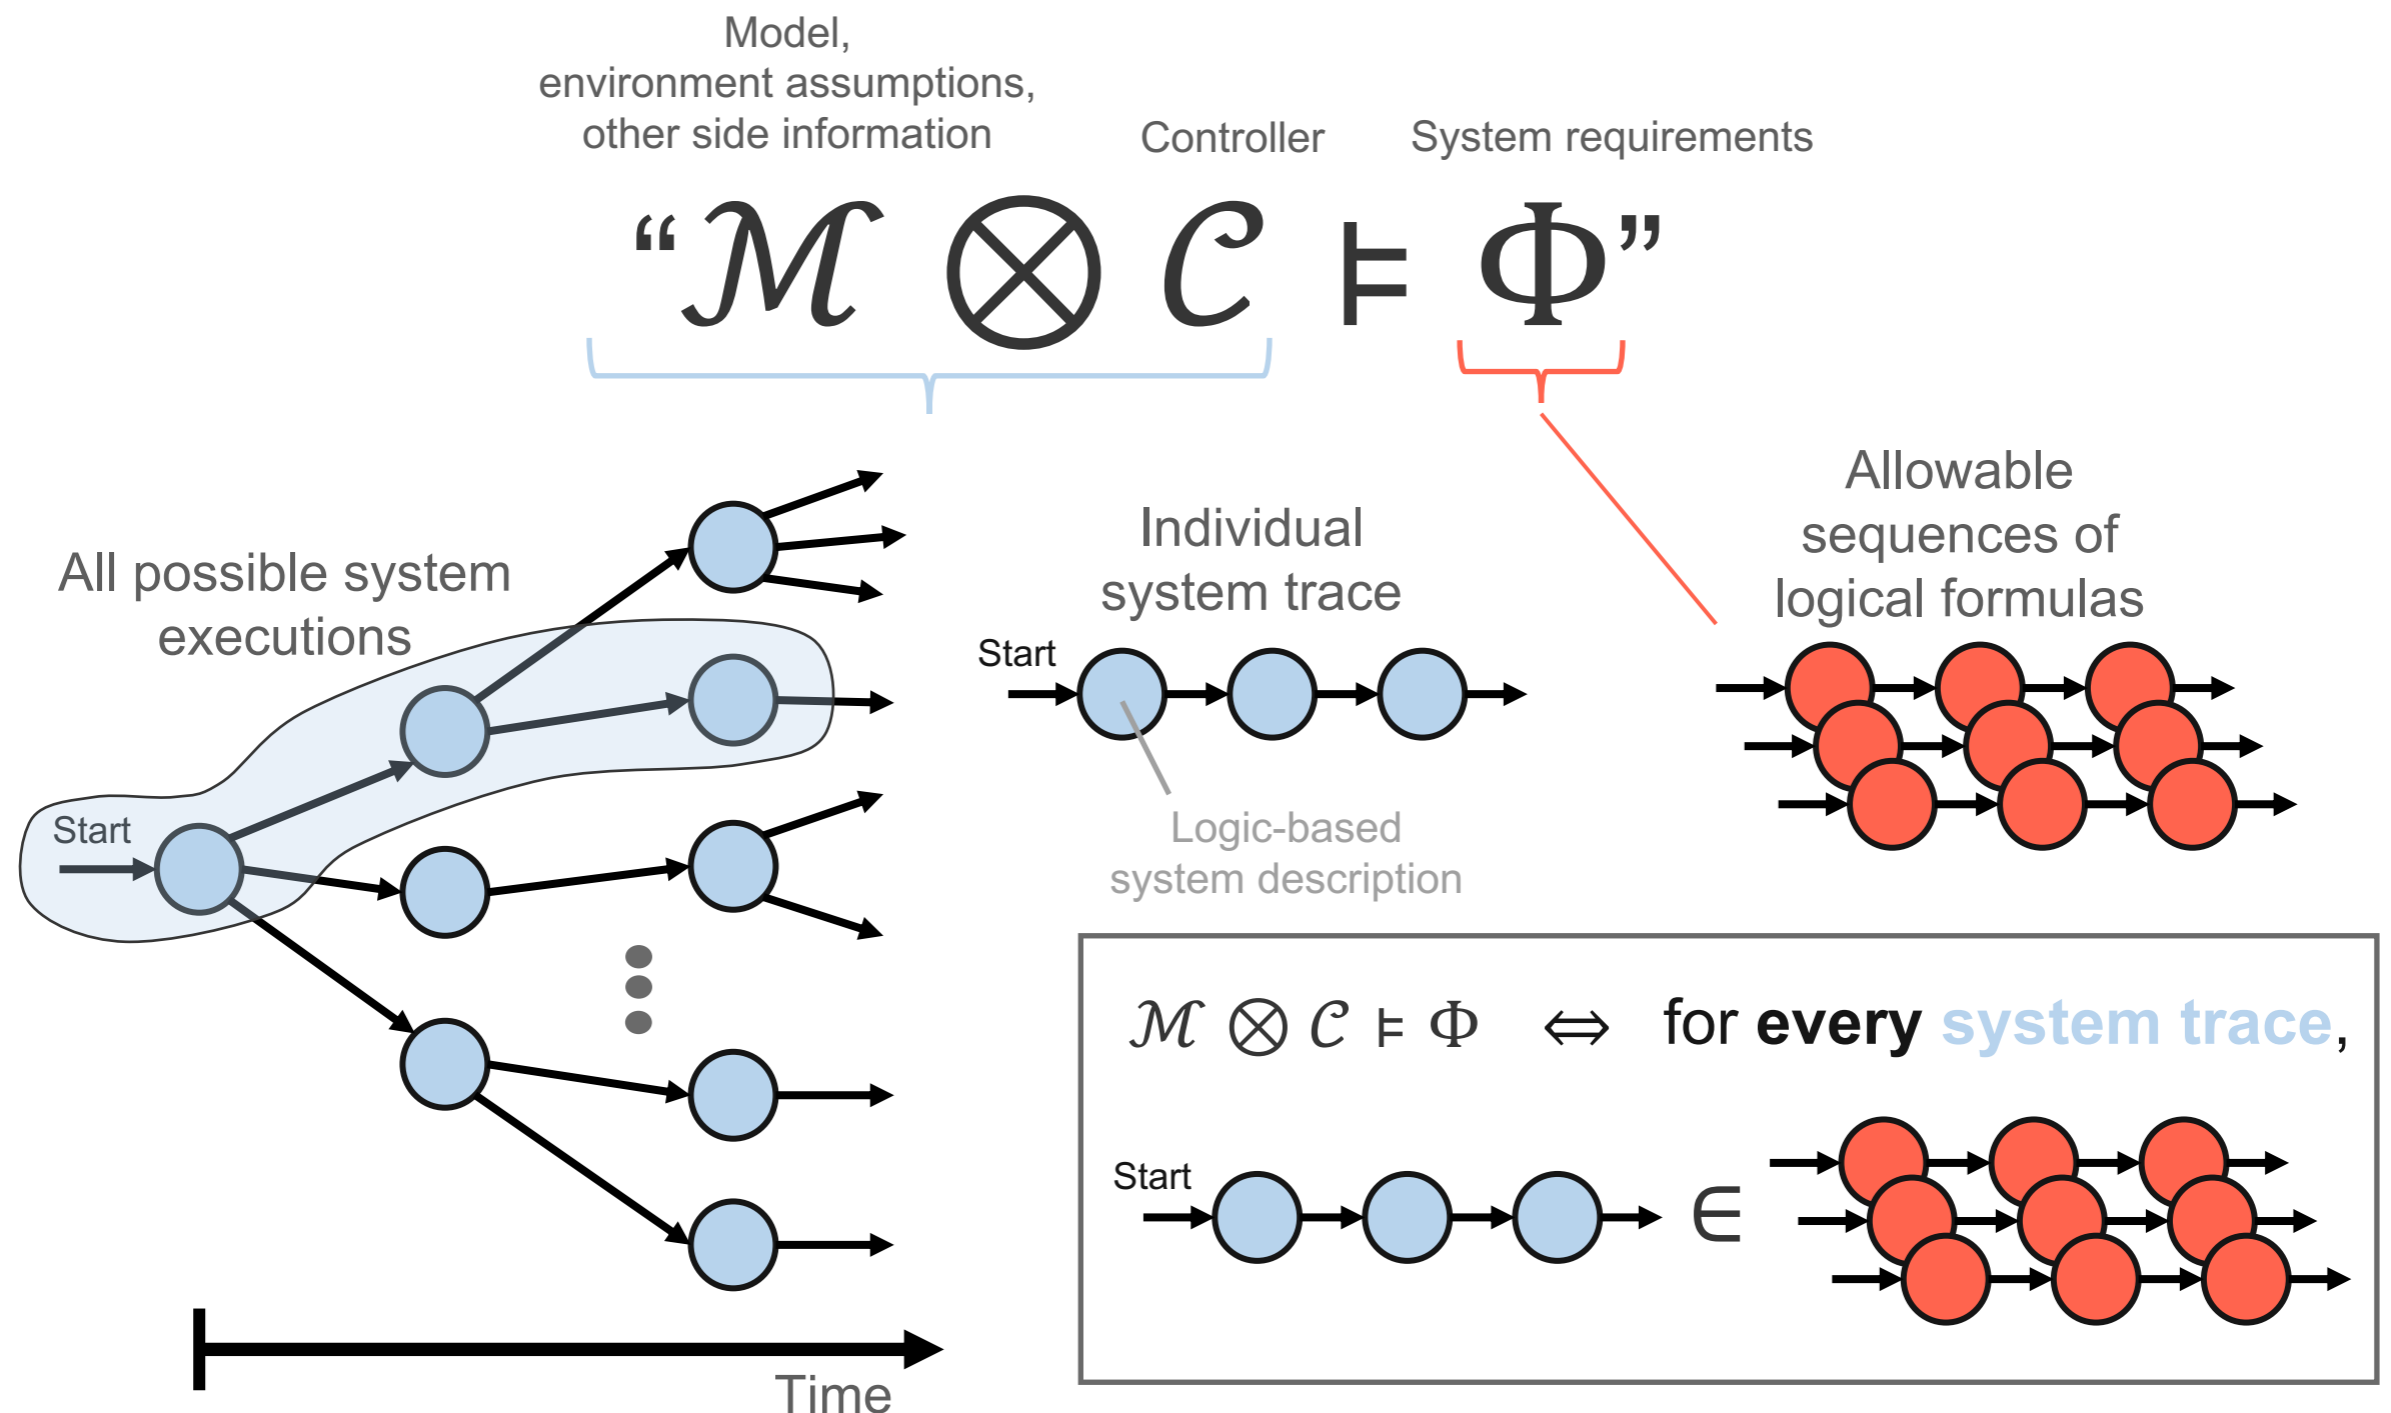 Model,
environment assumptions,
other side information
Controller
System requirements
“ℳ ⊗ 𝒞 ⊧ Φ”
All possible system
executions
Start
Time
Individual
system trace
Start
Logic-based
system description
Allowable
sequences of
logical formulas
ℳ ⊗ 𝒞 ⊧ Φ ⇔ for every system trace,
Start
∈